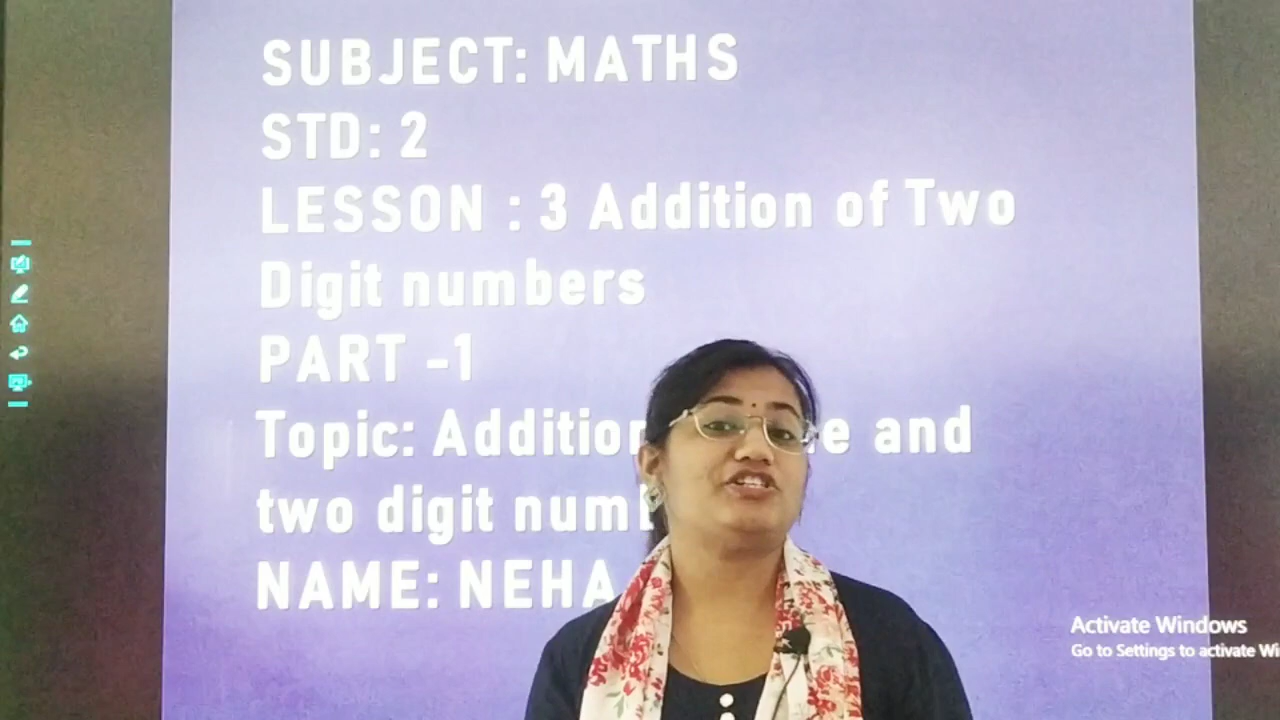 SUBJECT: MATHS
STD: 2
LESSON : 3 Addition of Two
Digit numbers
PART -1
Topic: and
two digit
NAME: NEHA
Activate Windows
Go to Settings to activate